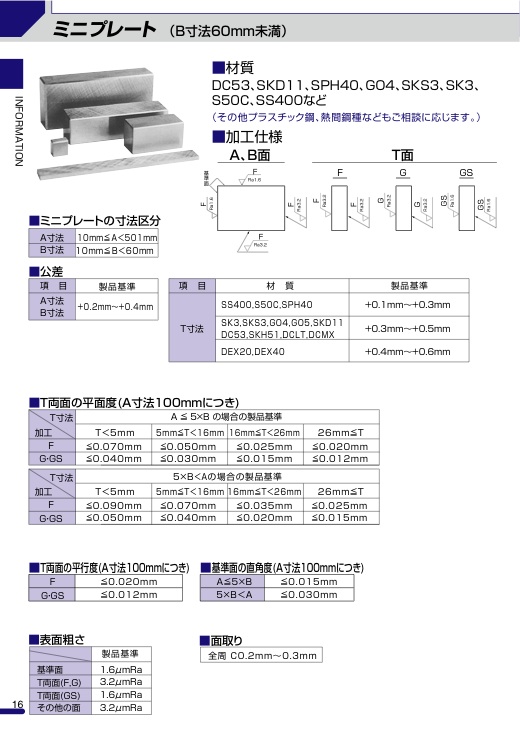 ミニプレート (B寸法60mm未満)
INFORMATION
■材質
DC53、SKD11、SPH40、GO4、SKS3、SK3、
S50C、SS400など
(その他プラスチック鋼、熱間鋼種などもご相談に応じます。)
■加工仕様
A、B面 T面
基準面 F Ra1.6 F G GS
F Ra1.6 F Ra3.2 F Ra3.2 F Ra3.2 G Ra3.2 G Ra3.2 GS Ra1.6 GS Ra1.6
F Ra3.2
■ミニプレートの寸法区分
A寸法 10mm≦A<501mm
B寸法 10mm≦B<60mm
■公差
項 目 製品基準
A寸法
B寸法 +0.2mm〜+0.4mm
項 目 材 質 製品基準
T寸法 SS400,S50C,SPH40 +0.1mm〜+0.3mm
SK3,SKS3,GO4,GO5,SKD11
DC53,SKH51,DCLT,DCMX +0.3mm〜+0.5mm
DEX20,DEX40 +0.4mm〜+0.6mm
■T両面の平面度(A寸法100mmにつき)
T寸法 A ≦ 5×B の場合の製品基準
加工 T<5mm 5mm≦T<16mm 16mm≦T<26mm 26mm≦T
F ≦0.070mm ≦0.050mm ≦0.025mm ≦0.020mm
G・GS ≦0.040mm ≦0.030mm ≦0.015mm ≦0.012mm
T寸法 5×B<Aの場合の製品基準
加工 T<5mm 5mm≦T<16mm 16mm≦T<26mm 26mm≦T
F ≦0.090mm ≦0.070mm ≦0.035mm ≦0.025mm
G・GS ≦0.050mm ≦0.040mm ≦0.020mm ≦0.015mm
■T両面の平行度(A寸法100mmにつき)
F ≦0.020mm
G・GS ≦0.012mm
■基準面の直角度(A寸法100mmにつき)
A≦5×B ≦0.015mm
5×B<A ≦0.030mm
■表面粗さ
製品基準
基準面 1.6μmRa
T両面(F,G) 3.2μmRa
T両面(GS) 1.6μmRa
その他の面 3.2μmRa
■面取り
全周 C0.2mm〜0.3mm
16